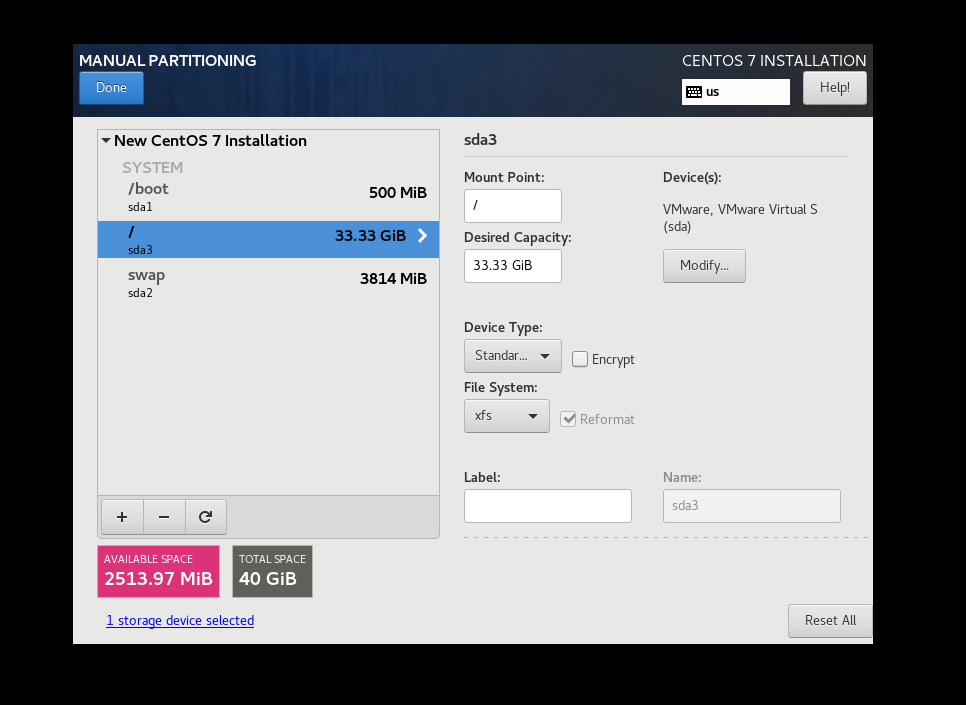 MANUAL PARTITIONING
CENTOS 7 INSTALLATION
Done
us
Help!
New CentOS 7 Installation
SYSTEM
/boot
500 MiB
sda1
/
33.33 GiB
sda3
swap
3814 MiB
sda2
+ −
AVAILABLE SPACE
2513.97 MiB
TOTAL SPACE
40 GiB
1 storage device selected
sda3
Mount Point:
/
Desired Capacity:
33.33 GiB
Device(s):
VMware, VMware Virtual S
(sda)
Modify...
Device Type:
Standar...
Encrypt
File System:
xfs
Reformat
Label:
Name:
sda3
Reset All